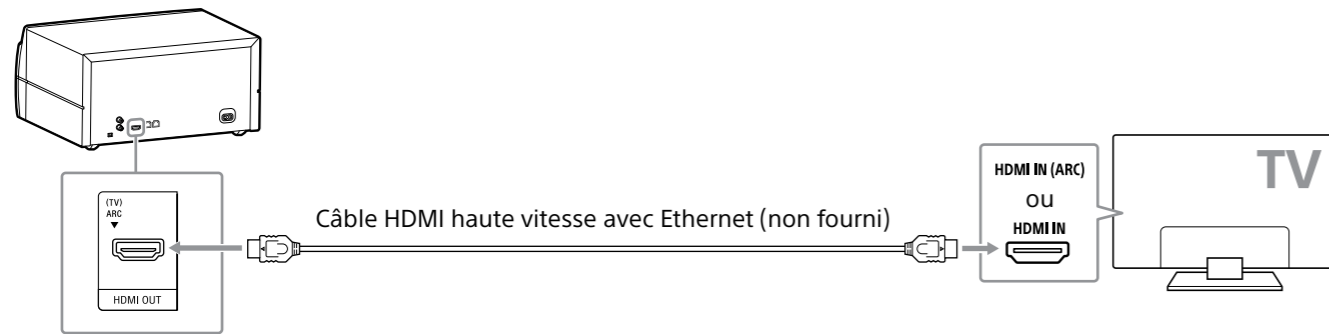 (TV)
ARC
HDMI OUT
Câble HDMI haute vitesse avec Ethernet (non fourni)
HDMI IN (ARC)
ou
HDMI IN
TV